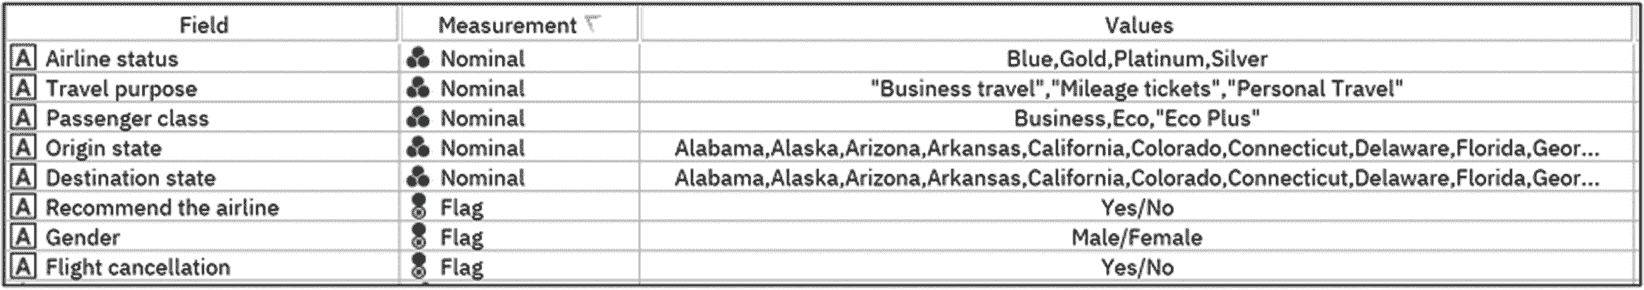 Field Measurement Values
A Airline status Nominal Blue,Gold,Platinum,Silver
A Travel purpose Nominal "Business travel","Mileage tickets","Personal Travel"
A Passenger class Nominal Business,Eco,"Eco Plus"
A Origin state Nominal Alabama,Alaska,Arizona,Arkansas,California,Colorado,Connecticut,Delaware,Florida,Geor...
A Destination state Nominal Alabama,Alaska,Arizona,Arkansas,California,Colorado,Connecticut,Delaware,Florida,Geor...
A Recommend the airline Flag Yes/No
A Gender Flag Male/Female
A Flight cancellation Flag Yes/No